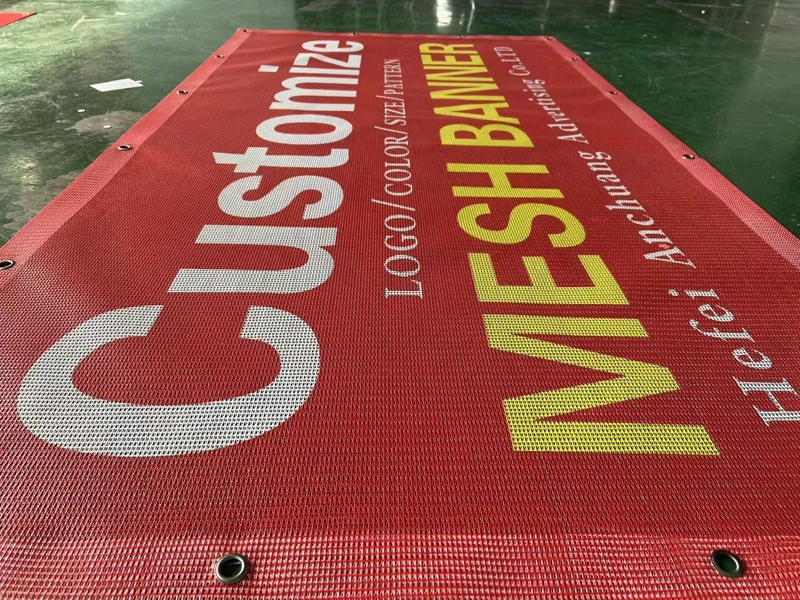 Customize
LOGO/COLOR/SIZE/PATTERN
MESH BANNER
Hefei Anchuang Advertising Co.LTD